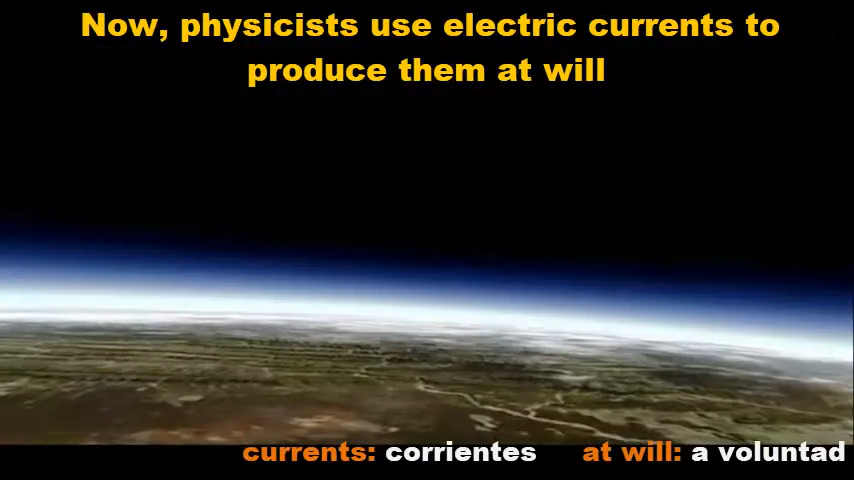 Now, physicists use electric currents to
produce them at will
currents: corrientes at will: a voluntad